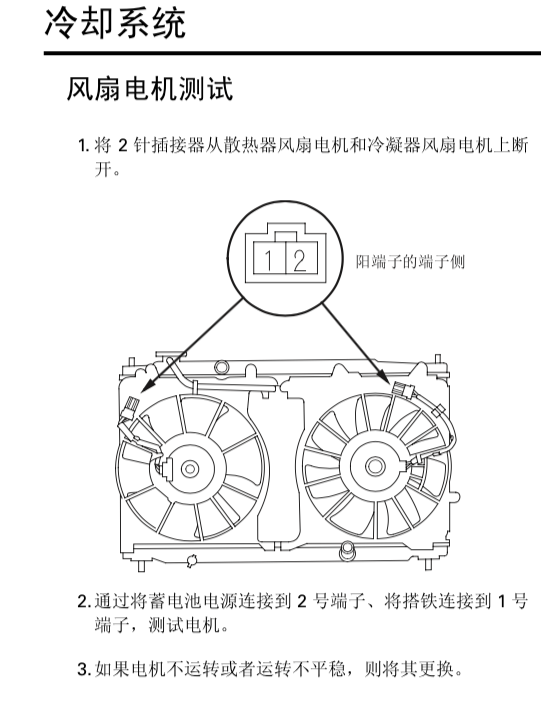 冷却系统
风扇电机测试
1. 将 2 针插接器从散热器风扇电机和冷凝器风扇电机上断
开。
1 2
阳端子的端子侧
2. 通过将蓄电池电源连接到 2 号端子、将搭铁连接到 1 号
端子，测试电机。
3. 如果电机不运转或者运转不平稳，则将其更换。